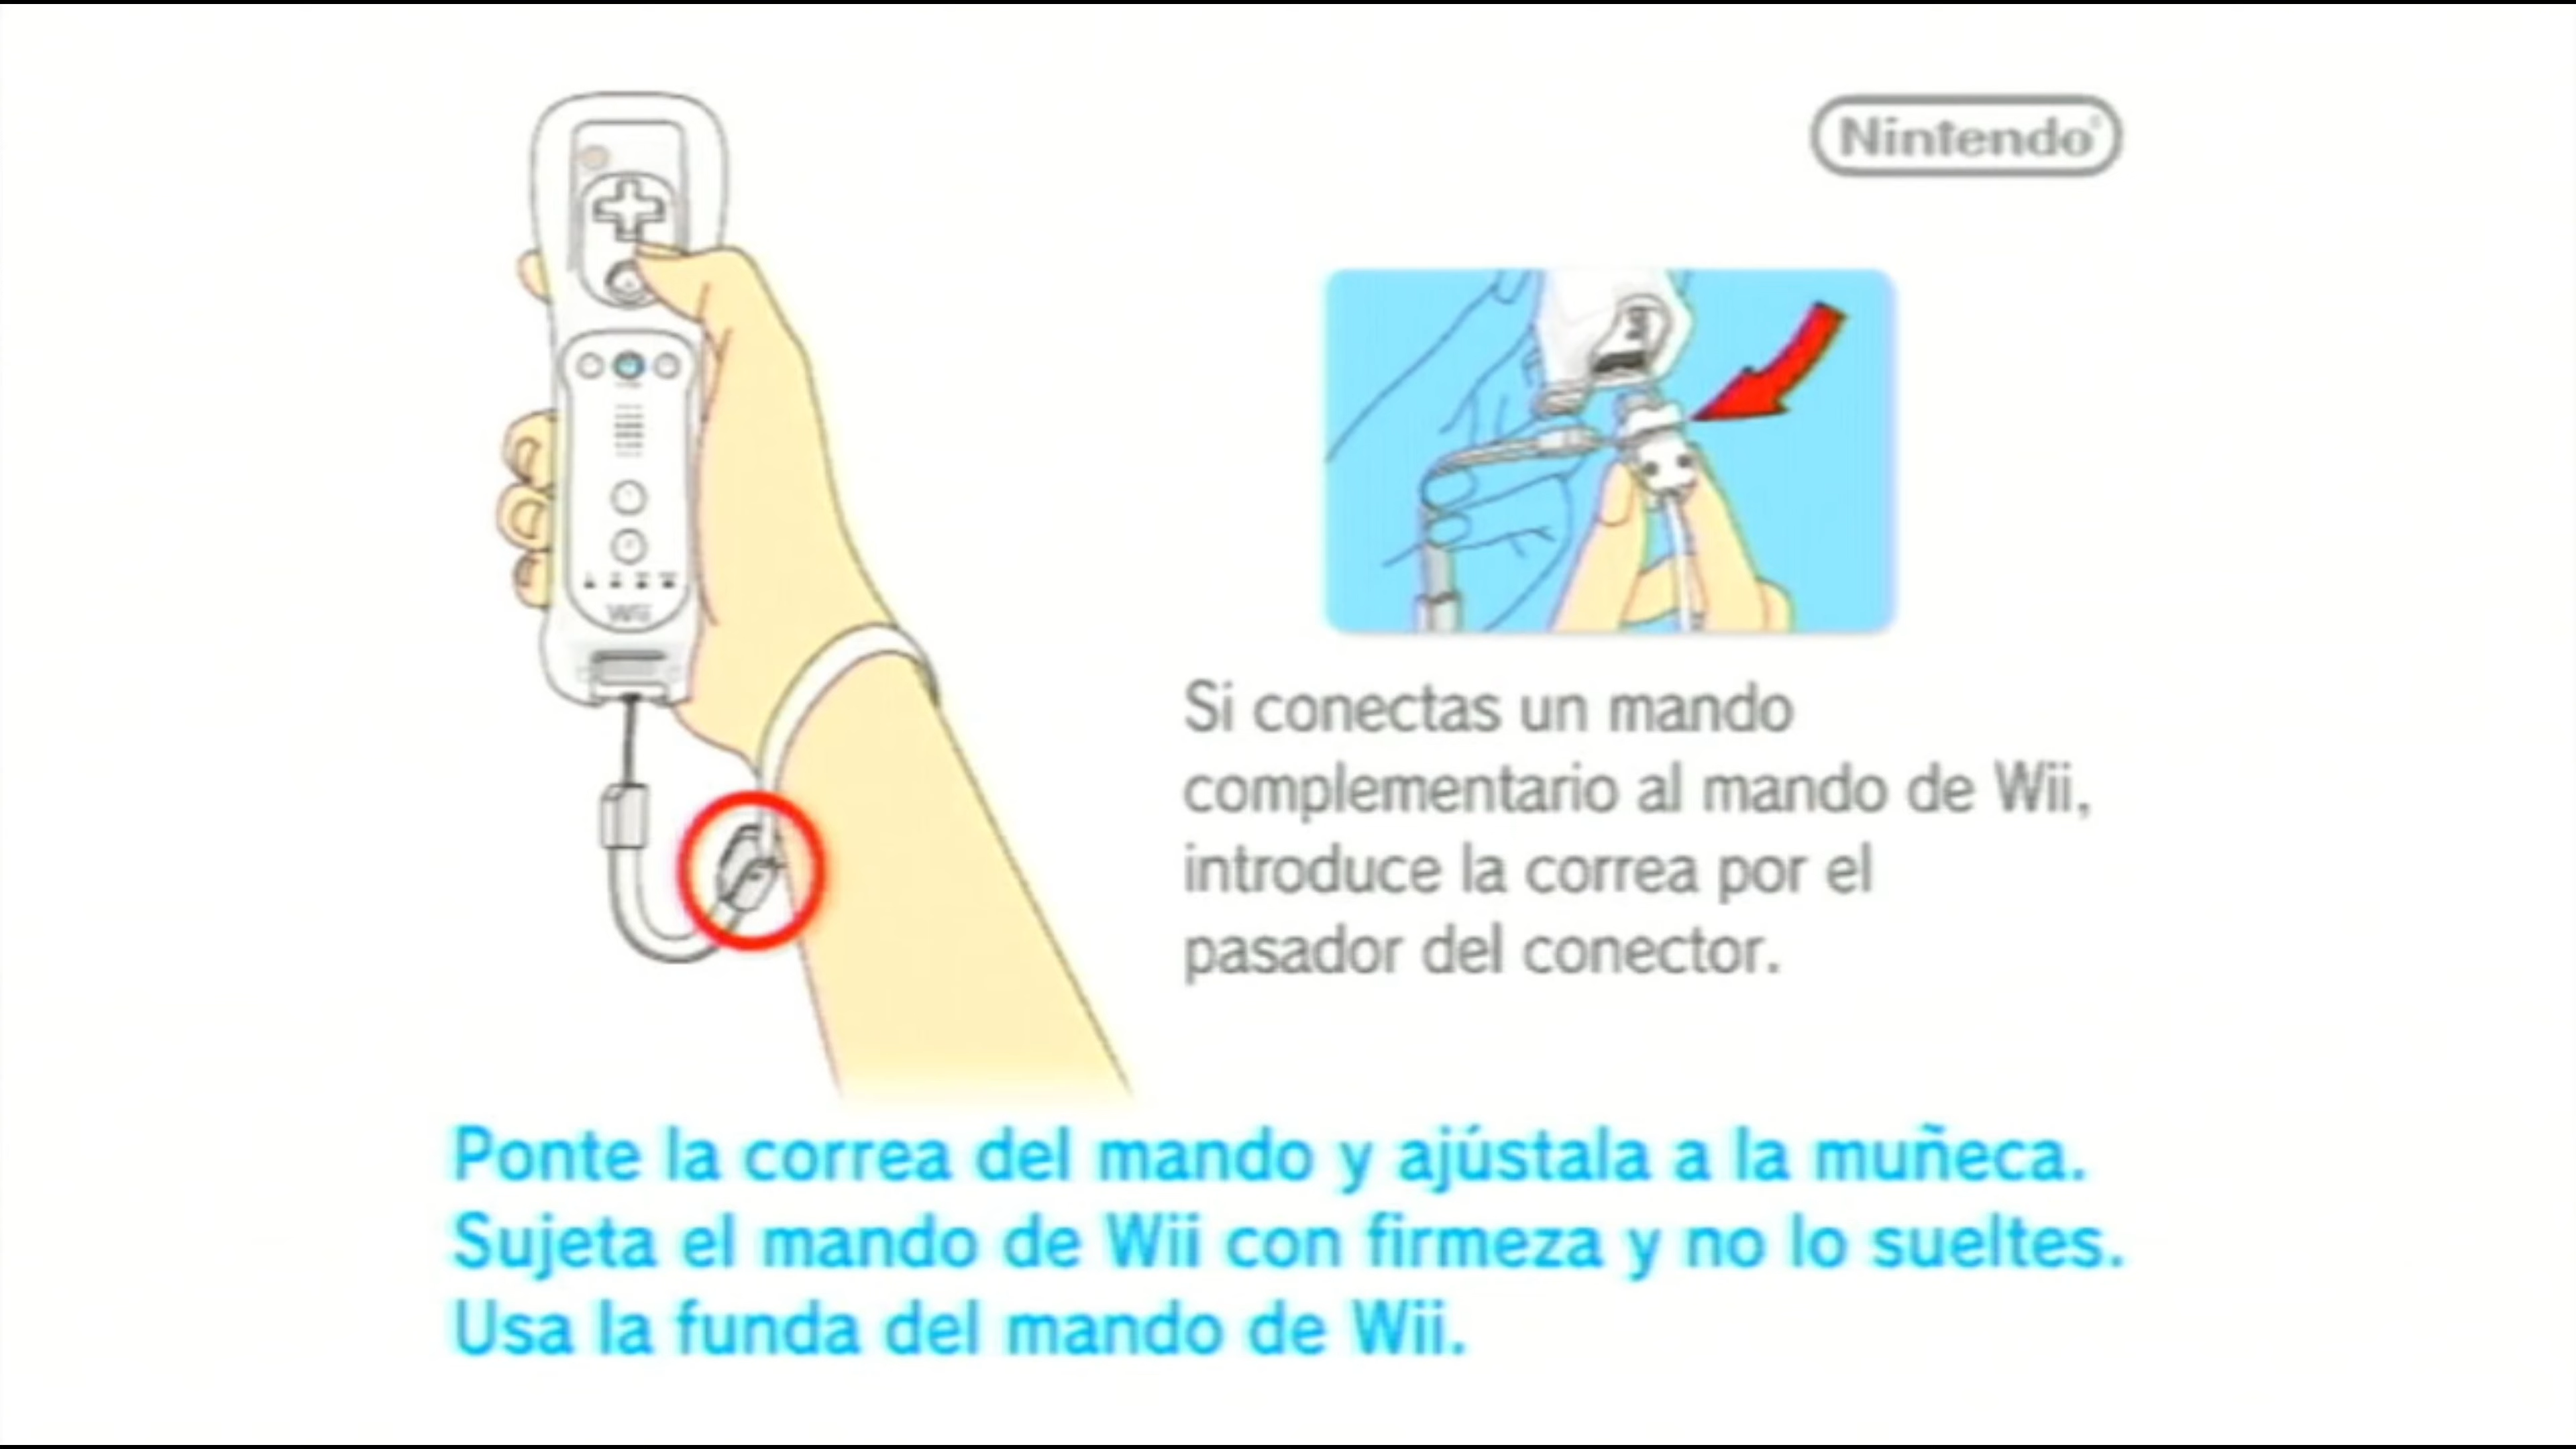 Nintendo
Si conectas un mando
complementario al mando de Wii,
introduce la correa por el
pasador del conector.
Wii
Ponte la correa del mando y ajústala a la muñeca.
Sujeta el mando de Wii con firmeza y no lo sueltes.
Usa la funda del mando de Wii.